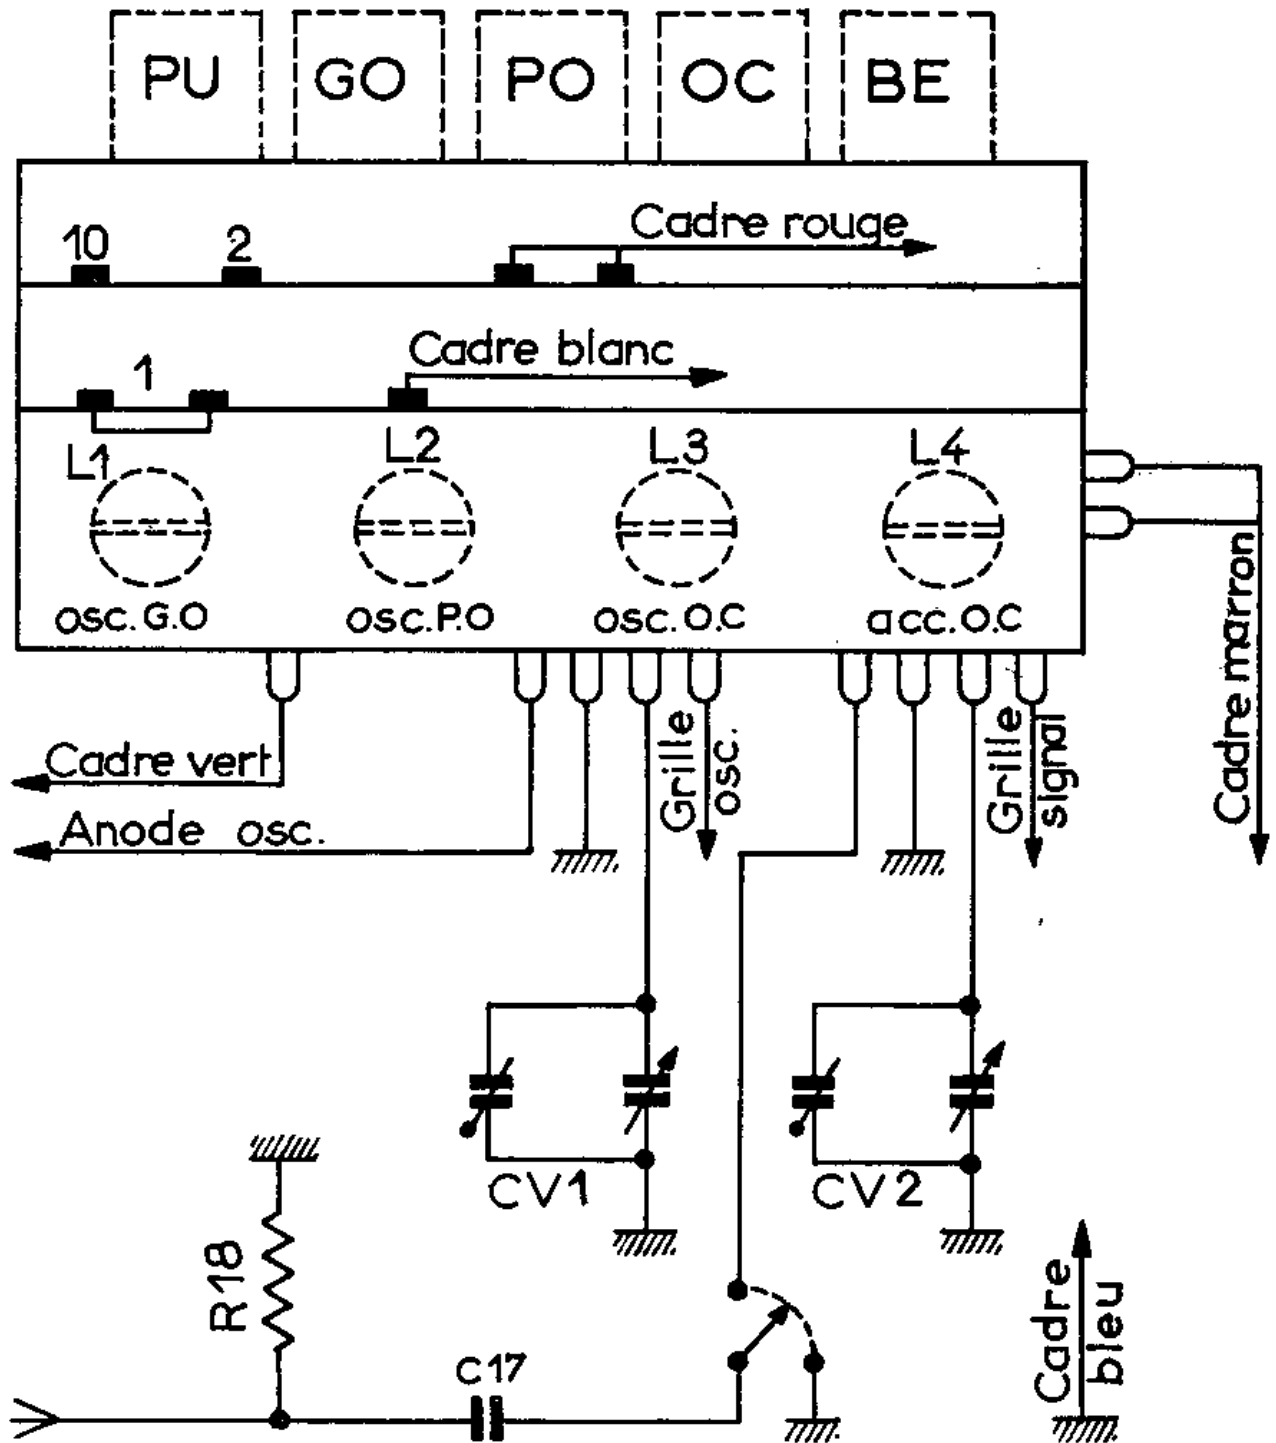 PU GO PO OC BE
Cadre rouge
10 2
Cadre blanc
1
L1 L2 L3 L4
osc.G.O osc.P.O osc.O.C acc.O.C
Cadre vert
Anode osc.
Grille
osc.
Grille
signal
Cadre marron
CV1 CV2
R18
C17
Cadre
bleu